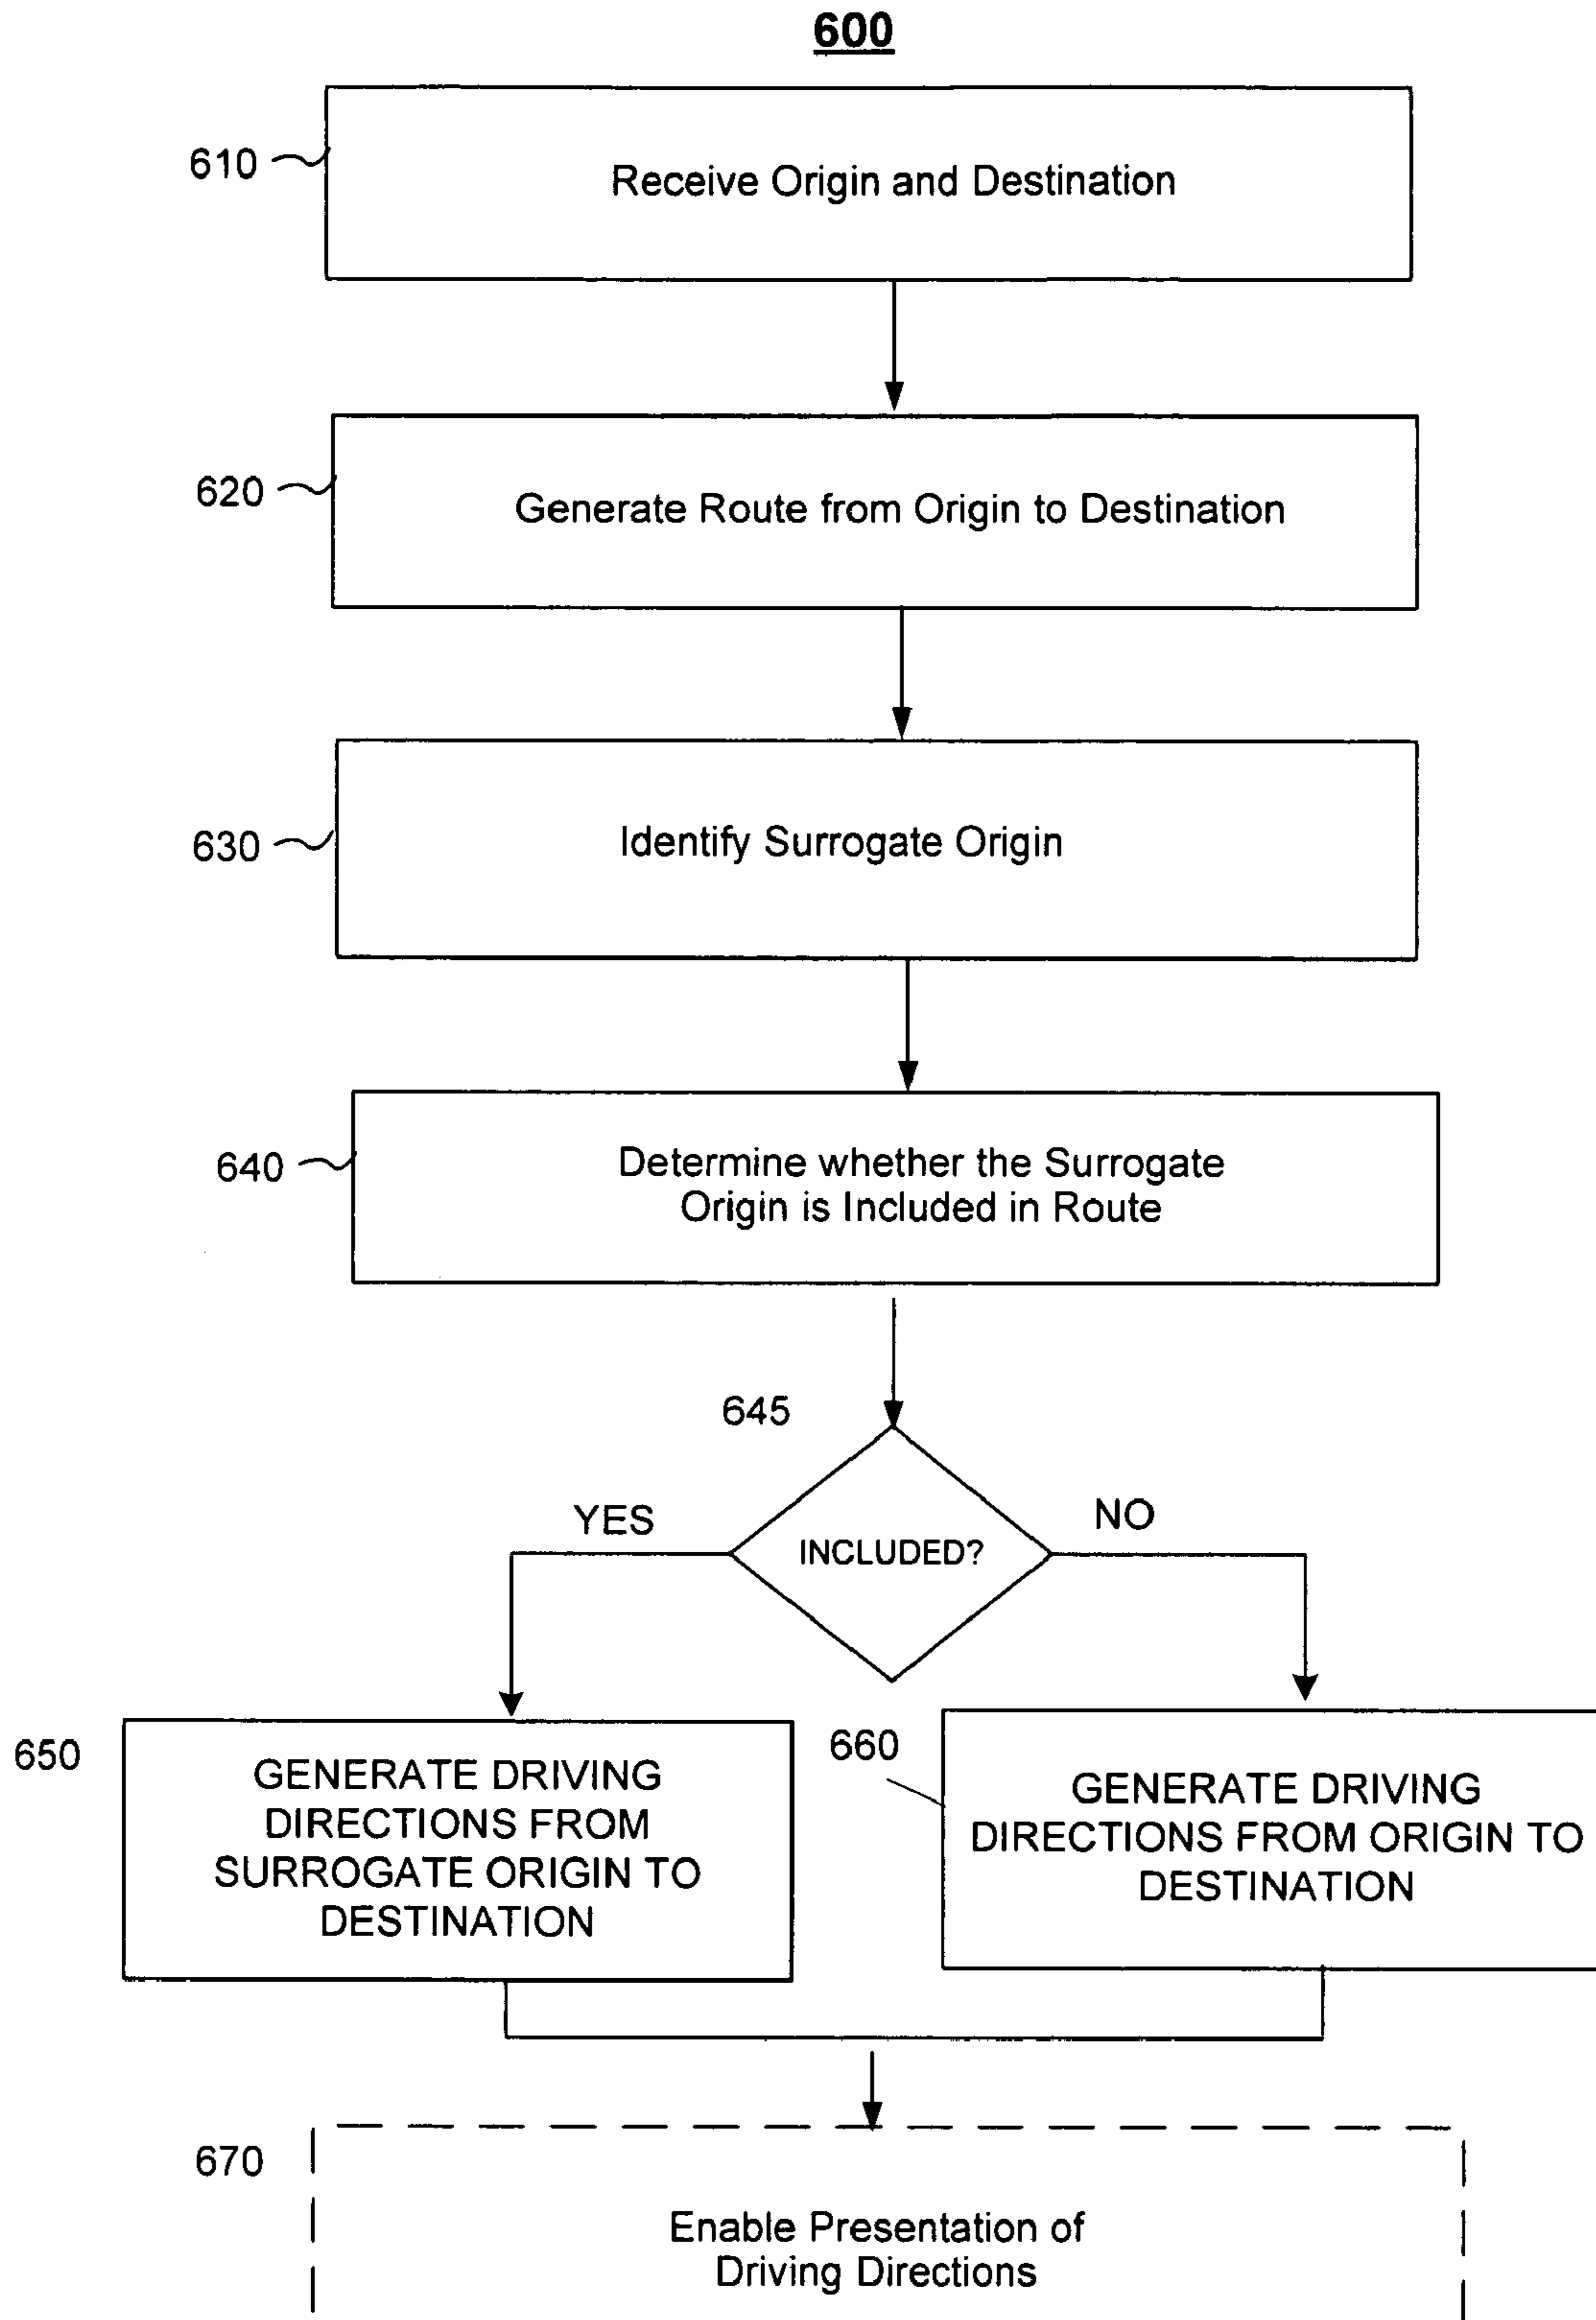 600
610
Receive Origin and Destination
620
Generate Route from Origin to Destination
630
Identify Surrogate Origin
640
Determine whether the Surrogate
Origin is Included in Route
645
YES
INCLUDED?
NO
650
GENERATE DRIVING
DIRECTIONS FROM
SURROGATE ORIGIN TO
DESTINATION
660
GENERATE DRIVING
DIRECTIONS FROM ORIGIN TO
DESTINATION
670
Enable Presentation of
Driving Directions